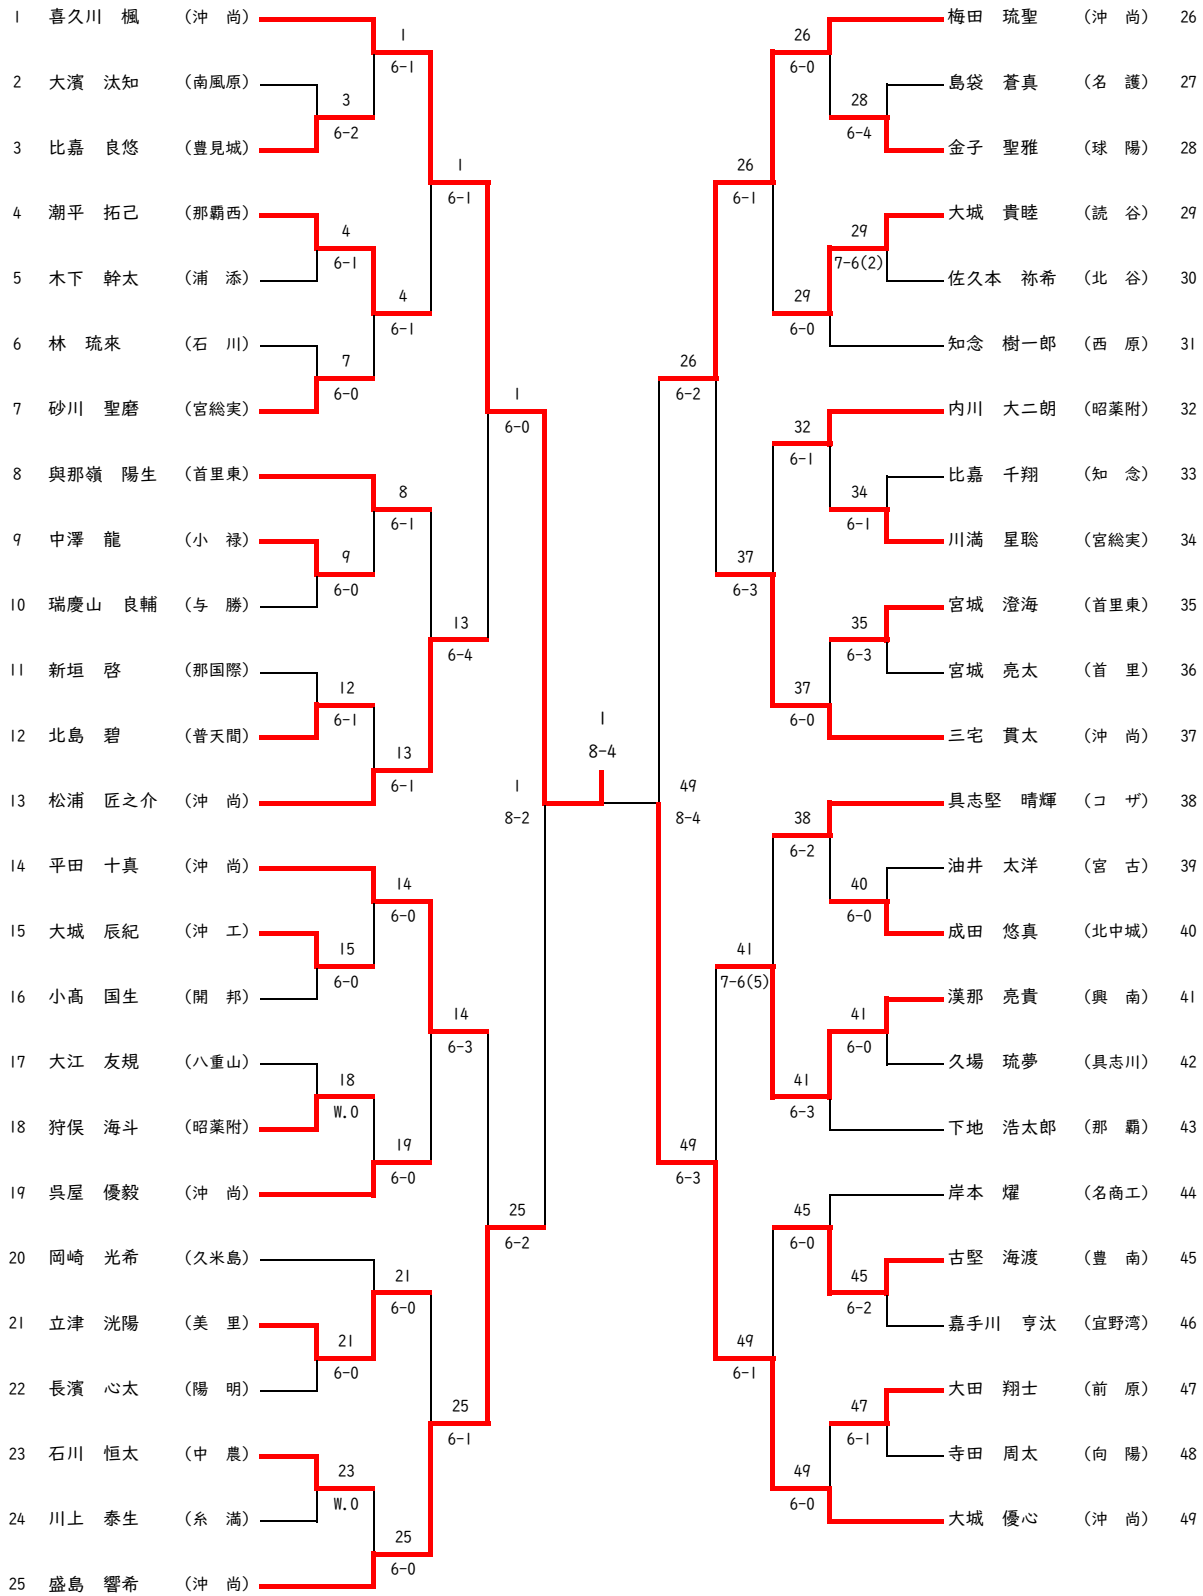 1 喜久川 楓 (沖 尚)
2 大濱 汰知 (南風原)
3 比嘉 良悠 (豊見城)
4 潮平 拓己 (那覇西)
5 木下 幹太 (浦 添)
6 林 琉來 (石 川)
7 砂川 聖磨 (宮総実)
8 與那嶺 陽生 (首里東)
9 中澤 龍 (小 禄)
10 瑞慶山 良輔 (与 勝)
11 新垣 啓 (那国際)
12 北島 碧 (普天間)
13 松浦 匠之介 (沖 尚)
14 平田 十真 (沖 尚)
15 大城 辰紀 (沖 工)
16 小髙 国生 (開 邦)
17 大江 友規 (八重山)
18 狩俣 海斗 (昭薬附)
19 呉屋 優毅 (沖 尚)
20 岡崎 光希 (久米島)
21 立津 洸陽 (美 里)
22 長濱 心太 (陽 明)
23 石川 恒太 (中 農)
24 川上 泰生 (糸 満)
25 盛島 響希 (沖 尚)
3
6-2
4
6-1
7
6-0
9
6-0
12
6-1
15
6-0
18
W.O
21
6-0
23
W.O
1
6-1
4
6-1
8
6-1
13
6-1
14
6-0
19
6-0
21
6-0
25
6-0
1
6-1
13
6-4
14
6-3
25
6-1
1
6-0
25
6-2
1
8-2
1
8-4
49
8-4
26
6-2
49
6-3
26
6-1
37
6-3
41
7-6(5)
49
6-1
26
6-0
29
6-0
32
6-1
37
6-0
38
6-2
41
6-3
45
6-0
49
6-0
28
6-4
29
7-6(2)
34
6-1
35
6-3
40
6-0
41
6-0
45
6-2
47
6-1
梅田 琉聖 (沖 尚) 26
島袋 蒼真 (名 護) 27
金子 聖雅 (球 陽) 28
大城 貴睦 (読 谷) 29
佐久本 祢希 (北 谷) 30
知念 樹一郎 (西 原) 31
内川 大二朗 (昭薬附) 32
比嘉 千翔 (知 念) 33
川満 星聡 (宮総実) 34
宮城 澄海 (首里東) 35
宮城 亮太 (首 里) 36
三宅 貫太 (沖 尚) 37
具志堅 晴輝 (コ ザ) 38
油井 太洋 (宮 古) 39
成田 悠真 (北中城) 40
漢那 亮貴 (興 南) 41
久場 琉夢 (具志川) 42
下地 浩太郎 (那 覇) 43
岸本 燿 (名商工) 44
古堅 海渡 (豊 南) 45
嘉手川 亨汰 (宜野湾) 46
大田 翔士 (前 原) 47
寺田 周太 (向 陽) 48
大城 優心 (沖 尚) 49